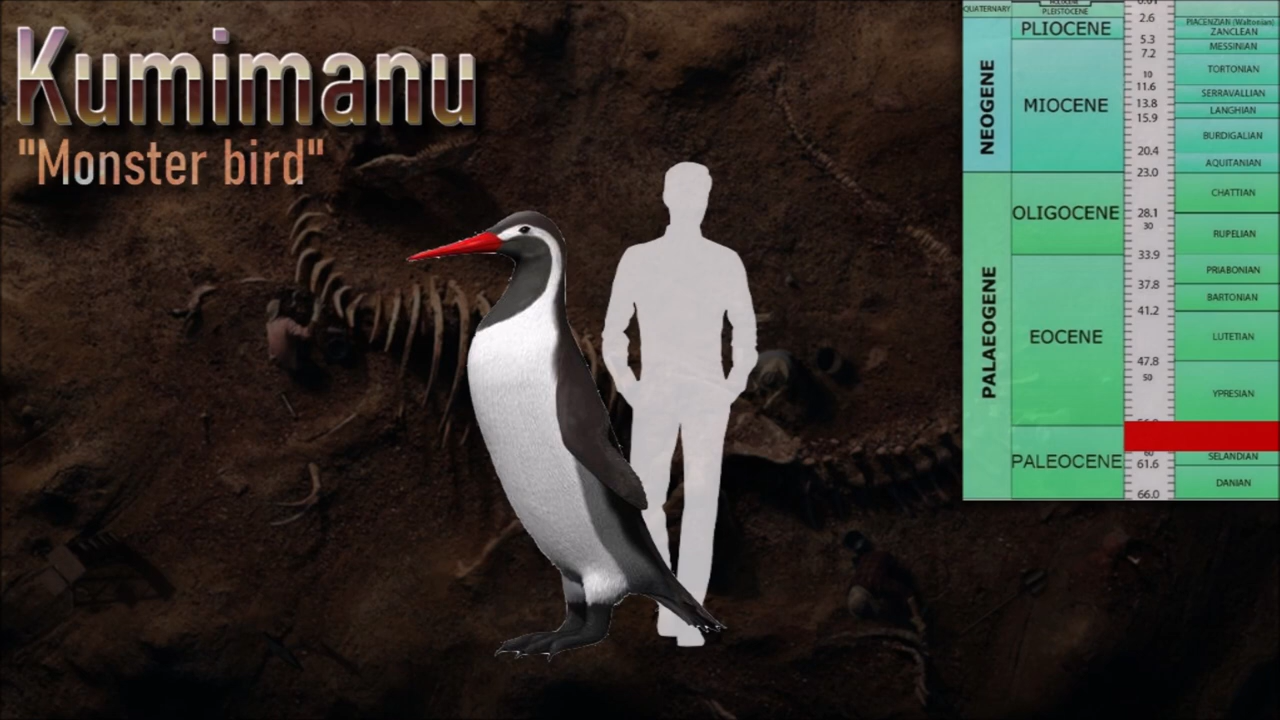 Kumimanu
"Monster bird"
QUATERNARY
PLEISTOCENE
NEOGENE
PLIOCENE
MIOCENE
PALAEOGENE
OLIGOCENE
EOCENE
PALEOCENE
2.6
5.3
7.2
10
11.6
13.8
15.9
20.4
23.0
28.1
30
33.9
37.8
41.2
47.8
50
61.6
66.0
PIACENZIAN (Waltonian)
ZANCLEAN
MESSINIAN
TORTONIAN
SERRAVALLIAN
LANGHIAN
BURDIGALIAN
AQUITANIAN
CHATTIAN
RUPELIAN
PRIABONIAN
BARTONIAN
LUTETIAN
YPRESIAN
SELANDIAN
DANIAN